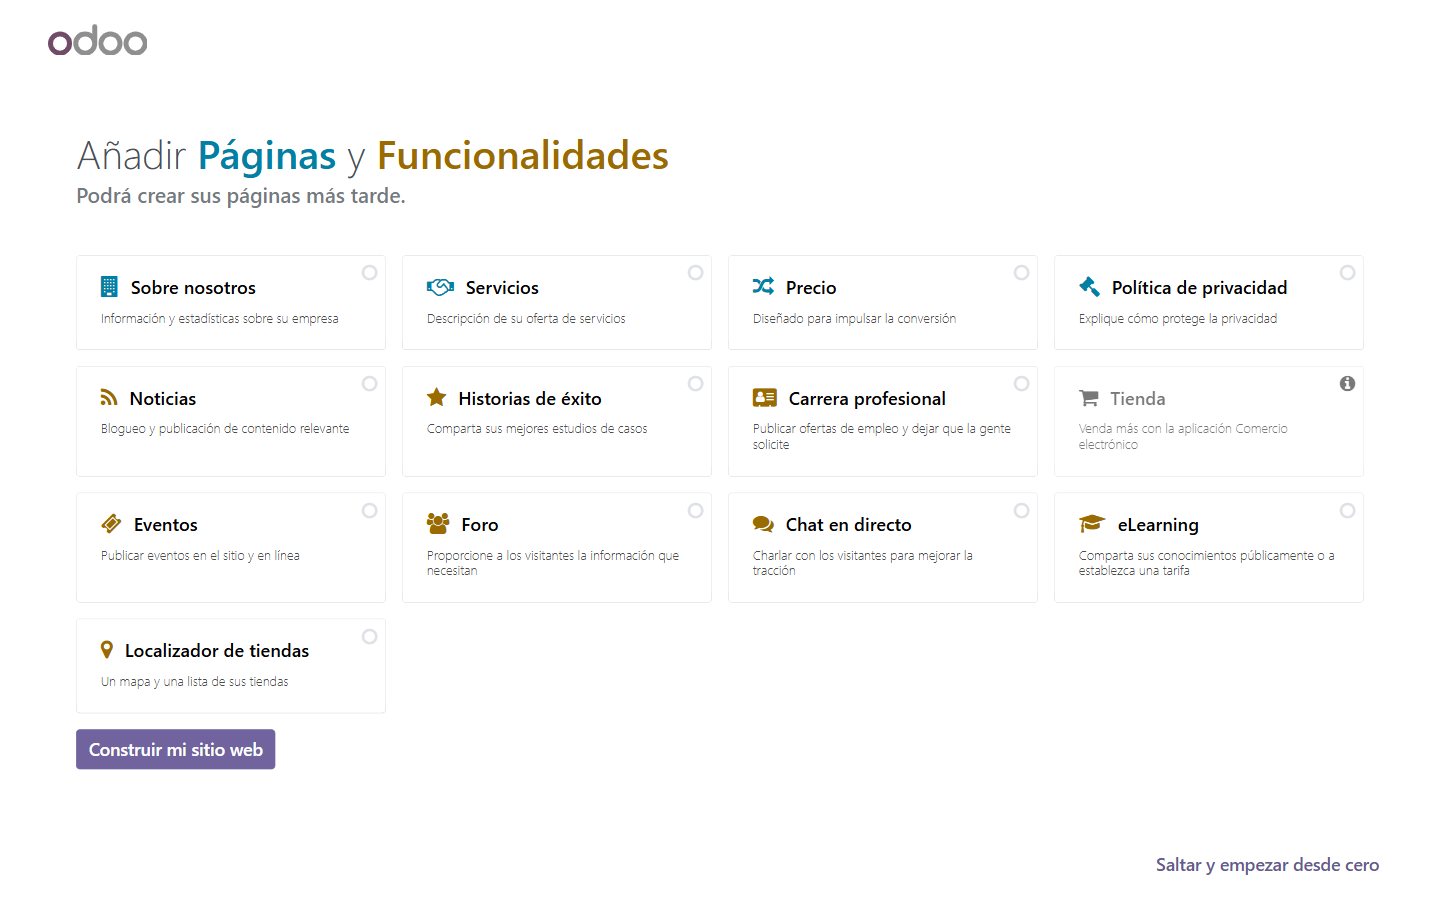 odoo
Añadir Páginas y Funcionalidades
Podrá crear sus páginas más tarde.
Sobre nosotros
Información y estadísticas sobre su empresa
Servicios
Descripción de su oferta de servicios
Precio
Diseñado para impulsar la conversión
Política de privacidad
Explique cómo protege la privacidad
Noticias
Blogueo y publicación de contenido relevante
Historias de éxito
Comparta sus mejores estudios de casos
Carrera profesional
Publicar ofertas de empleo y dejar que la gente
solicite
Tienda
Venda más con la aplicación Comercio
electrónico
Eventos
Publicar eventos en el sitio y en línea
Foro
Proporcione a los visitantes la información que
necesitan
Chat en directo
Charlar con los visitantes para mejorar la
tracción
eLearning
Comparta sus conocimientos públicamente o a
establezca una tarifa
Localizador de tiendas
Un mapa y una lista de sus tiendas
Construir mi sitio web
Saltar y empezar desde cero